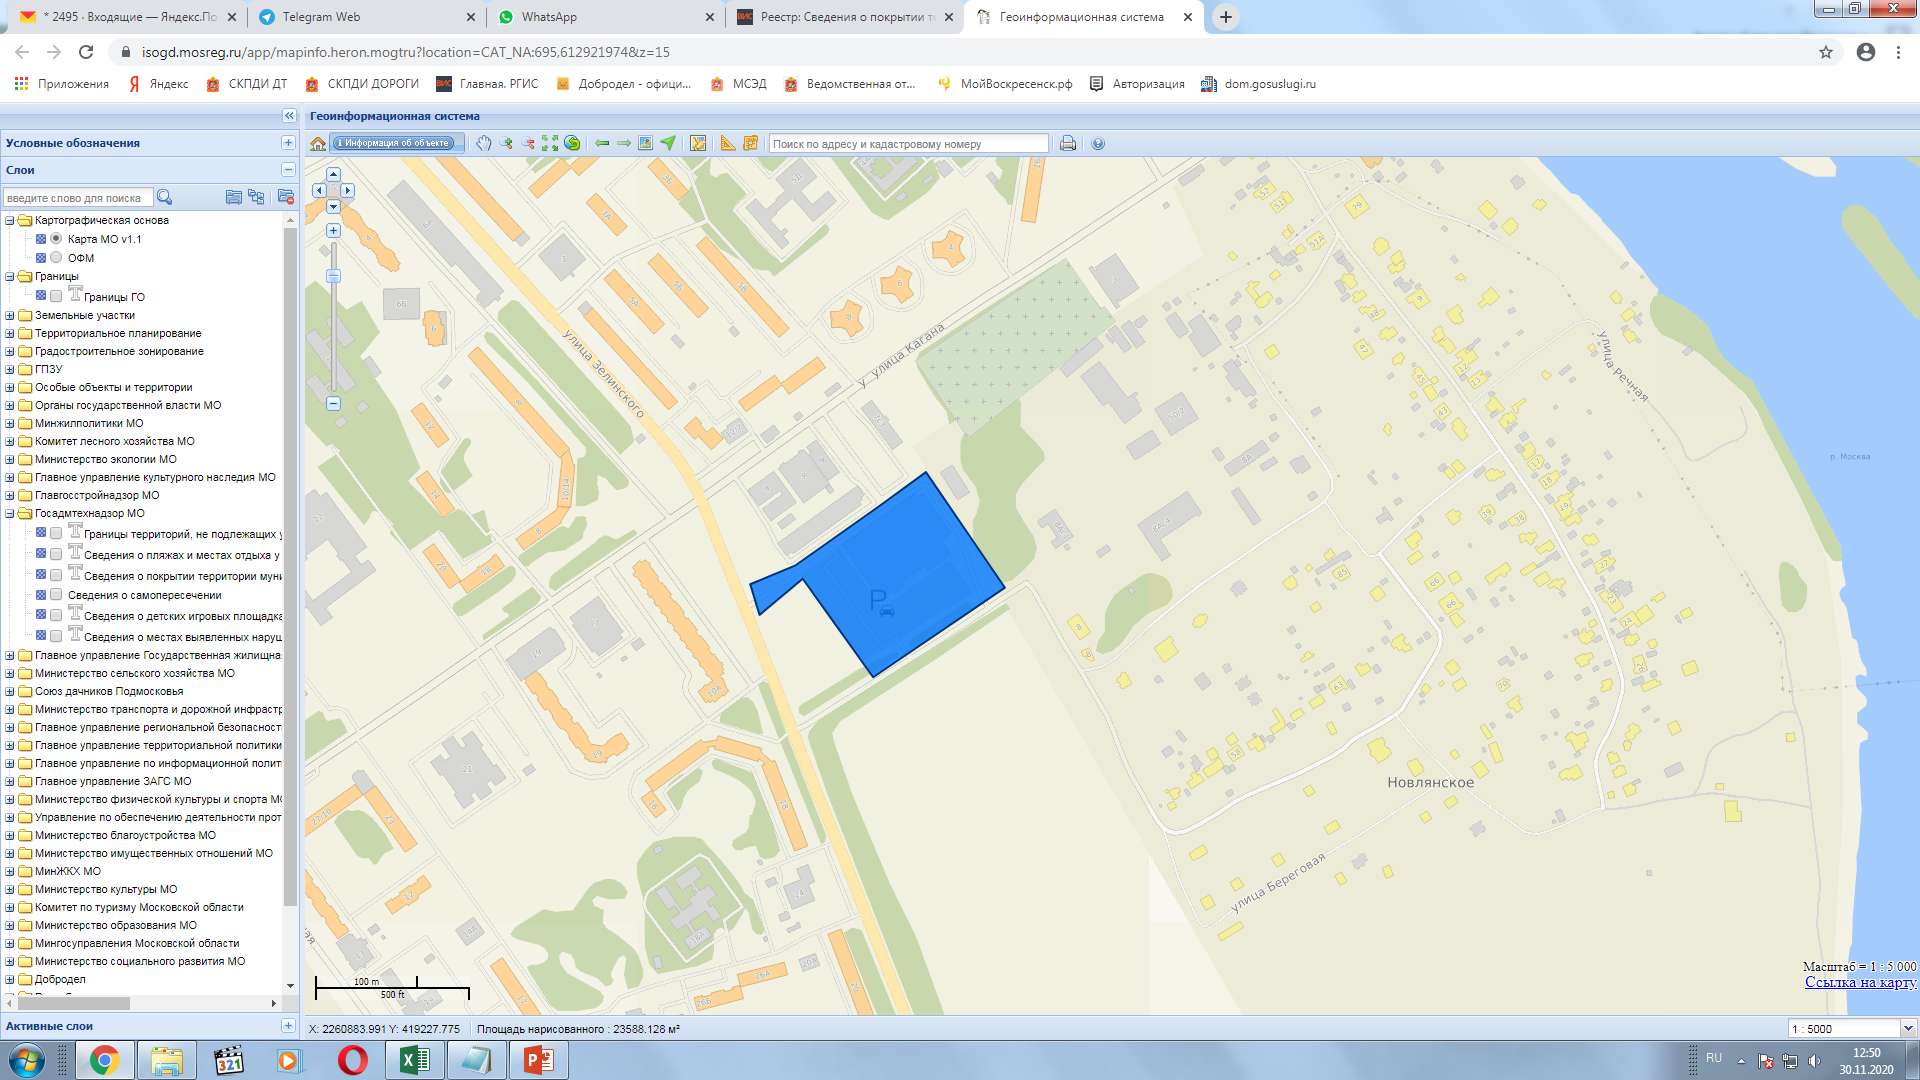 * 2495 · Входящие — Яндекс.По
Telegram Web
WhatsApp
Реестр: Сведения о покрытии т
Геоинформационная система
isogd.mosreg.ru/app/mapinfo.heron.mogtru?location=CAT_NA:695,612921974&z=15
Приложения
Яндекс
СКПДИ ДТ
СКПДИ ДОРОГИ
Главная. РГИС
Добродел - офици...
МСЭД
Ведомственная от...
МойВоскресенск.рф
Авторизация
dom.gosuslugi.ru
Геоинформационная система
Условные обозначения
Информация об объекте
Поиск по адресу и кадастровому номеру
Слои
введите слово для поиска
Картографическая основа
Карта МО v1.1
ОФМ
Границы
Границы ГО
Земельные участки
Территориальное планирование
Градостроительное зонирование
ГПЗУ
Особые объекты и территории
Органы государственной власти МО
Минжилполитики МО
Комитет лесного хозяйства МО
Министерство экологии МО
Главное управление культурного наследия МО
Главгосстройнадзор МО
Госадмтехнадзор МО
Границы территорий, не подлежащих у
Сведения о пляжах и местах отдыха у
Сведения о покрытии территории муни
Сведения о самопересечении
Сведения о детских игровых площадка
Сведения о местах выявленных наруш
Главное управление Государственная жилищная
Министерство сельского хозяйства МО
Союз дачников Подмосковья
Министерство транспорта и дорожной инфрастр
Главное управление региональной безопасност
Главное управление территориальной политики
Главное управление по информационной полит
Главное управление ЗАГС МО
Министерство физической культуры и спорта МО
Управление по обеспечению деятельности прот
Министерство благоустройства МО
Министерство имущественных отношений МО
МинЖКХ МО
Министерство культуры МО
Комитет по туризму Московской области
Министерство образования МО
Мингосуправления Московской области
Министерство социального развития МО
Добродел
Активные слои
улица Зелинского
у улица Кагана
улица Речная
р. Москва
P
Новлянское
улица Береговая
100 m
500 ft
Масштаб = 1 : 5 000
Ссылка на карту
X: 2260883.991 Y: 419227.775
Площадь нарисованного : 23588.128 м²
1 : 5000
RU
12:50
30.11.2020